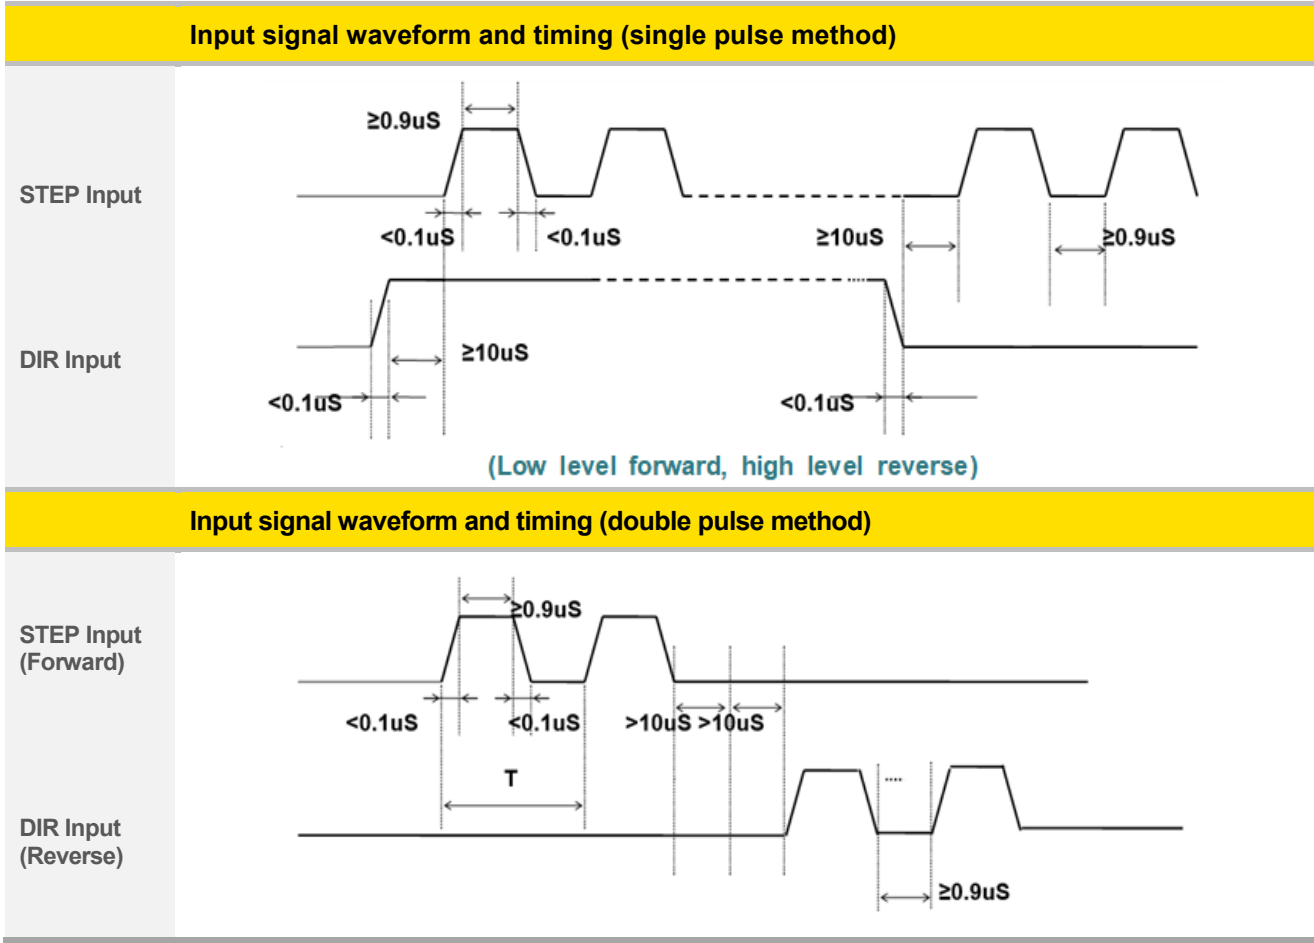 Input signal waveform and timing (single pulse method)
≥0.9uS
STEP Input
<0.1uS
<0.1uS
≥10uS
≥0.9uS
DIR Input
≥10uS
<0.1uS
<0.1uS
(Low level forward, high level reverse)
Input signal waveform and timing (double pulse method)
≥0.9uS
STEP Input
(Forward)
<0.1uS
<0.1uS
>10uS >10uS
T
....
DIR Input
(Reverse)
≥0.9uS